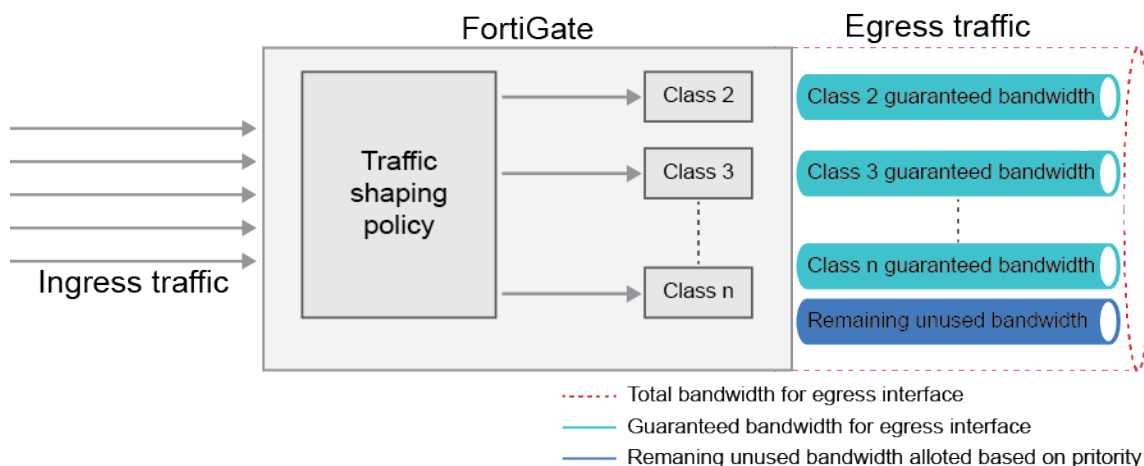 FortiGate
Egress traffic
Ingress traffic
Traffic
shaping
policy
Class 2
Class 3
Class n
Class 2 guaranteed bandwidth
Class 3 guaranteed bandwidth
Class n guaranteed bandwidth
Remaining unused bandwidth
Total bandwidth for egress interface
Guaranteed bandwidth for egress interface
Remaning unused bandwidth alloted based on pritority